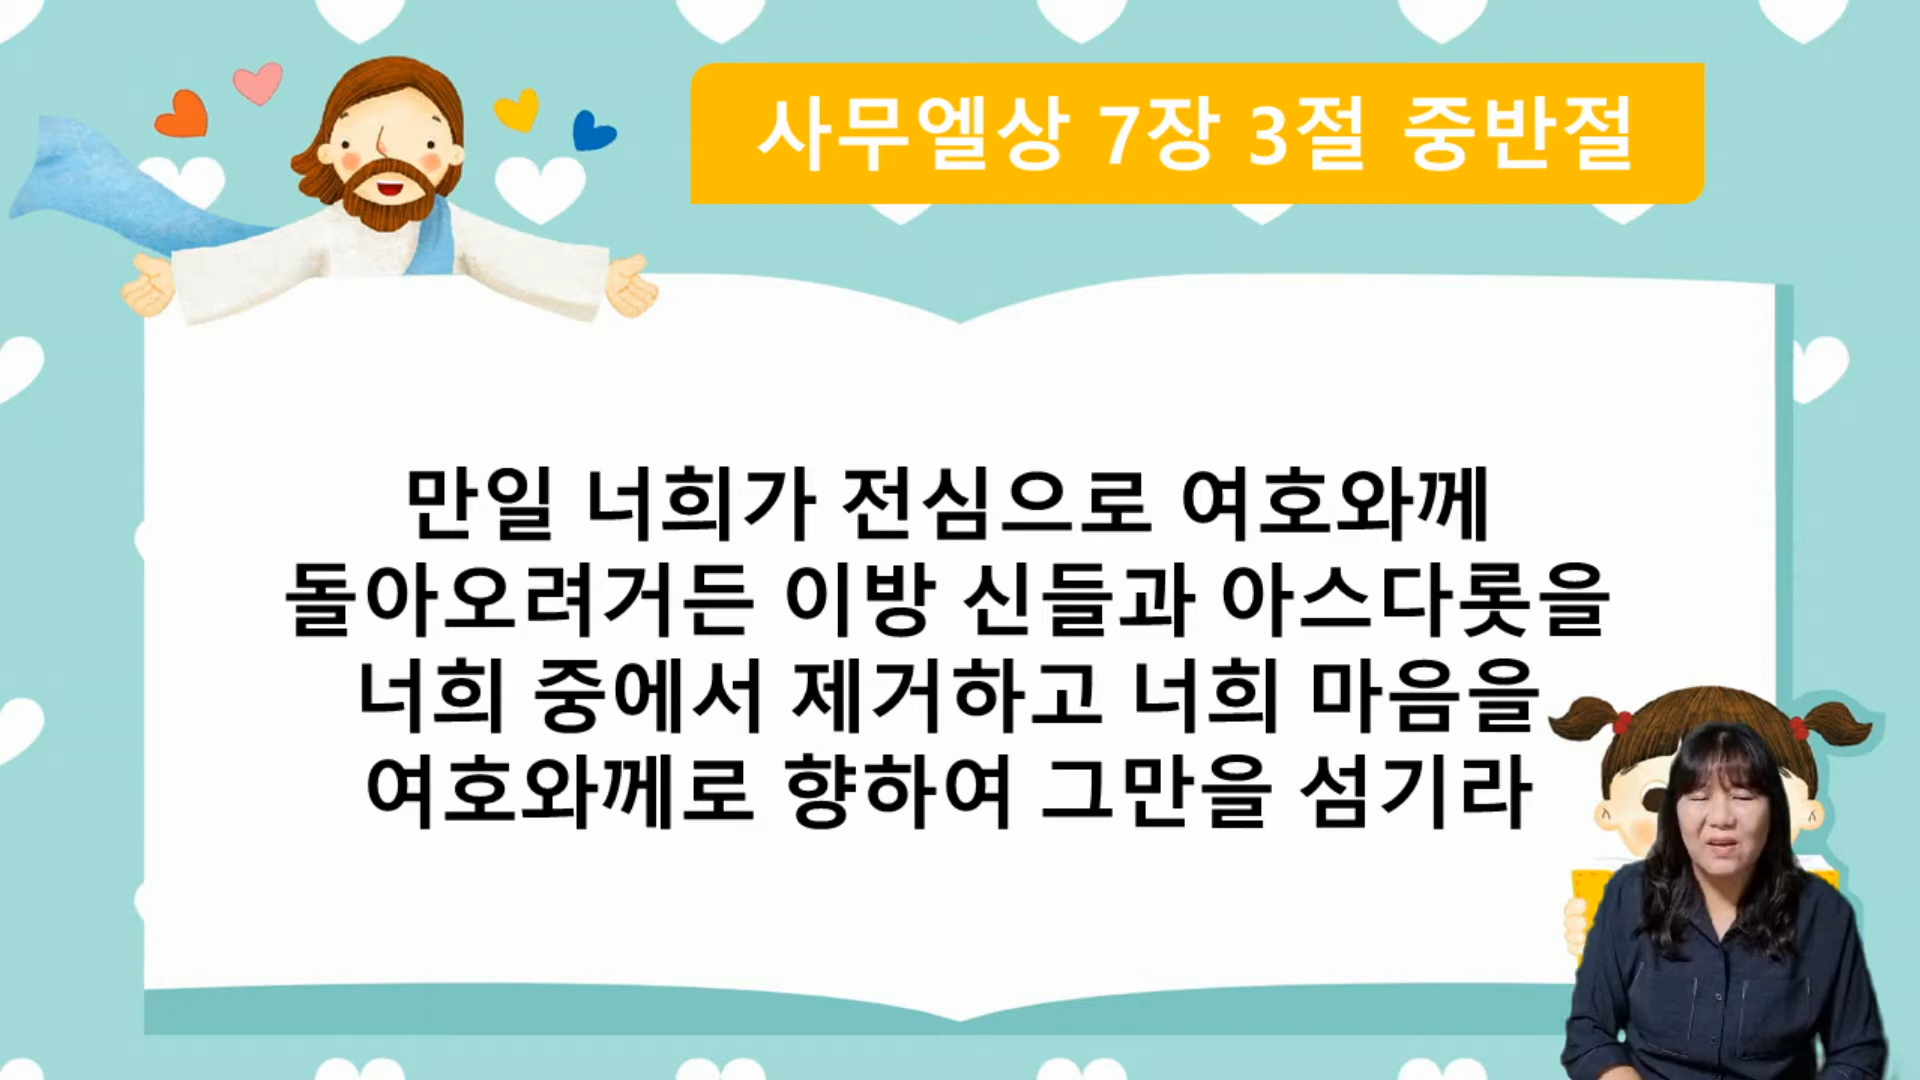 사무엘상 7장 3절 중반절
만일 너희가 전심으로 여호와께
돌아오려거든 이방 신들과 아스다롯을
너희 중에서 제거하고 너희 마음을
여호와께로 향하여 그만을 섬기라